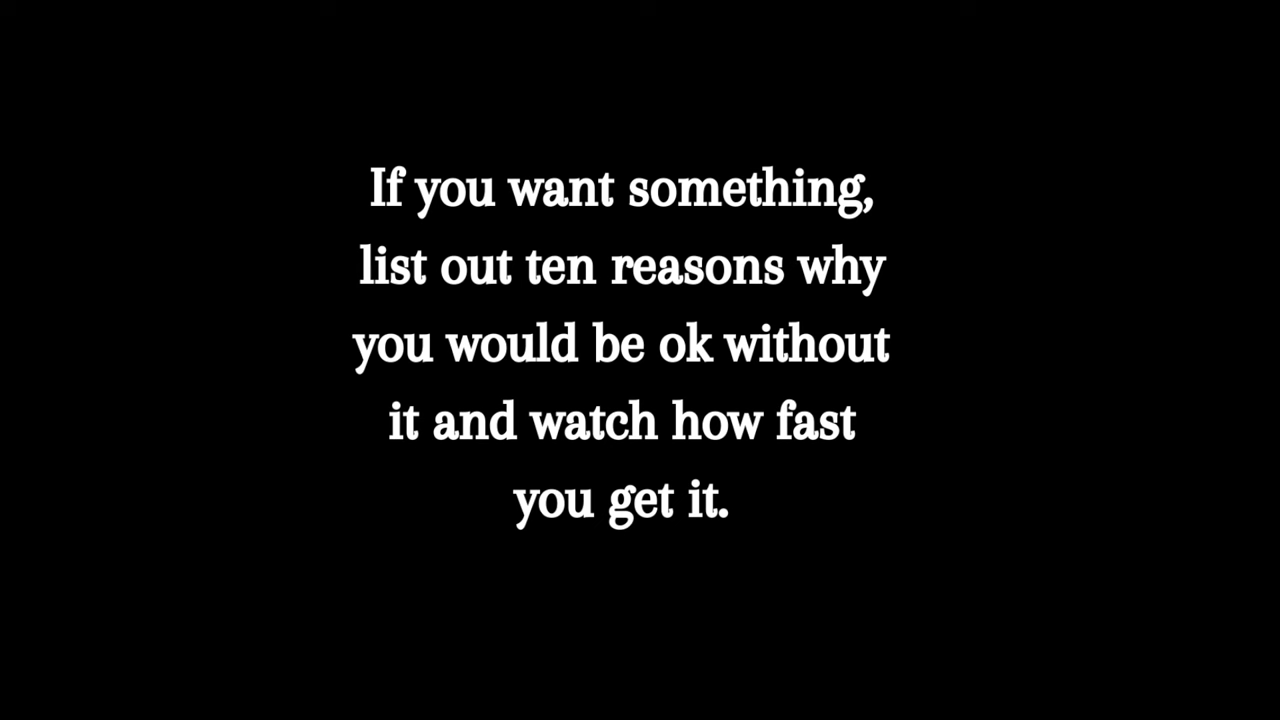 If you want something,
list out ten reasons why
you would be ok without
it and watch how fast
you get it.